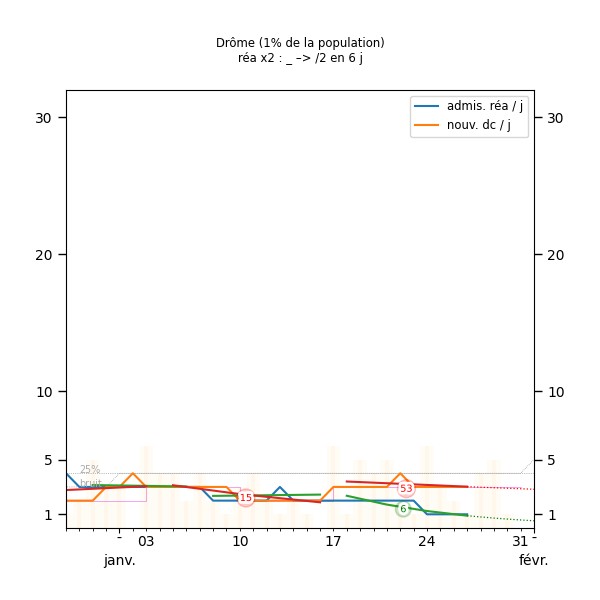 Drôme (1% de la population)
réa x2 : _ –> /2 en 6 j
admis. réa / j
nouv. dc / j
30 30
20 20
10 10
5 5
1 1
25%
bruit
15
53
6
03 10 17 24 31
janv. févr.